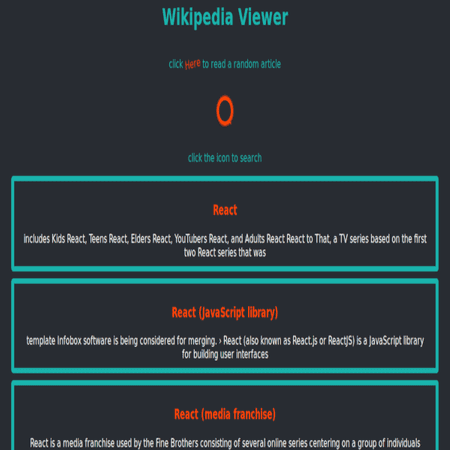 Wikipedia Viewer
click Here to read a random article
click the icon to search
React
includes Kids React, Teens React, Elders React, YouTubers React, and Adults React React to That, a TV series based on the first
two React series that was
React (JavaScript library)
template Infobox software is being considered for merging. › React (also known as React.js or ReactJS) is a JavaScript library
for building user interfaces
React (media franchise)
React is a media franchise used by the Fine Brothers consisting of several online series centering on a group of individuals